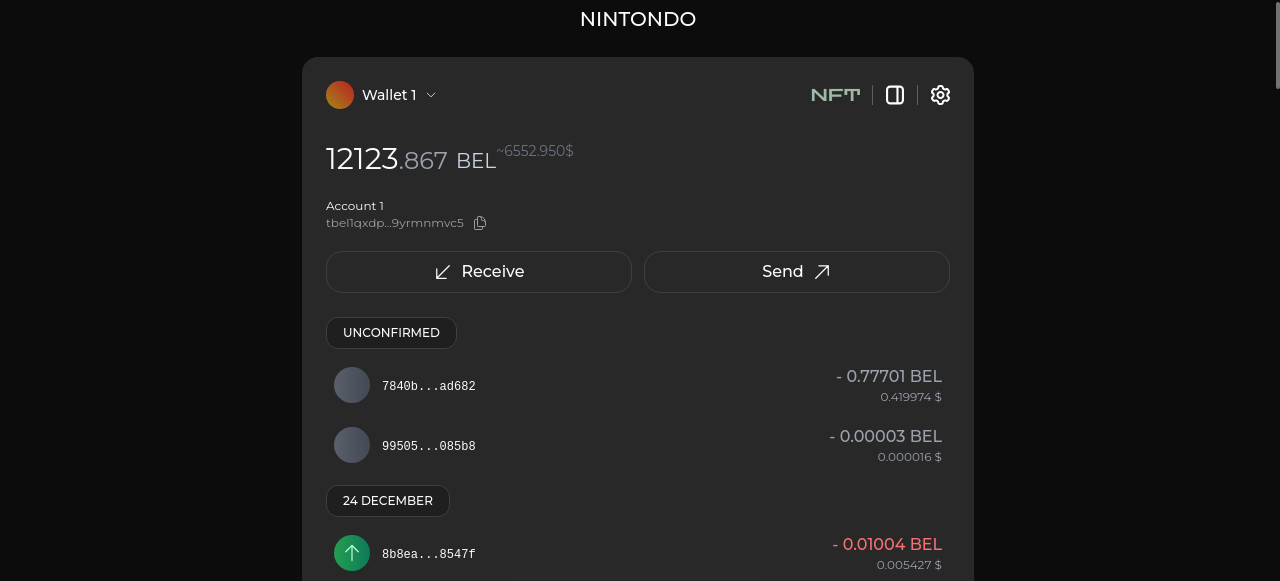 NINTONDO
Wallet 1
NFT
12123.867 BEL ~6552.950$
Account 1
tbel1qxdp...9yrmnmvc5
Receive
Send
UNCONFIRMED
7840b...ad682
- 0.77701 BEL
0.419974 $
99505...085b8
- 0.00003 BEL
0.000016 $
24 DECEMBER
8b8ea...8547f
- 0.01004 BEL
0.005427 $